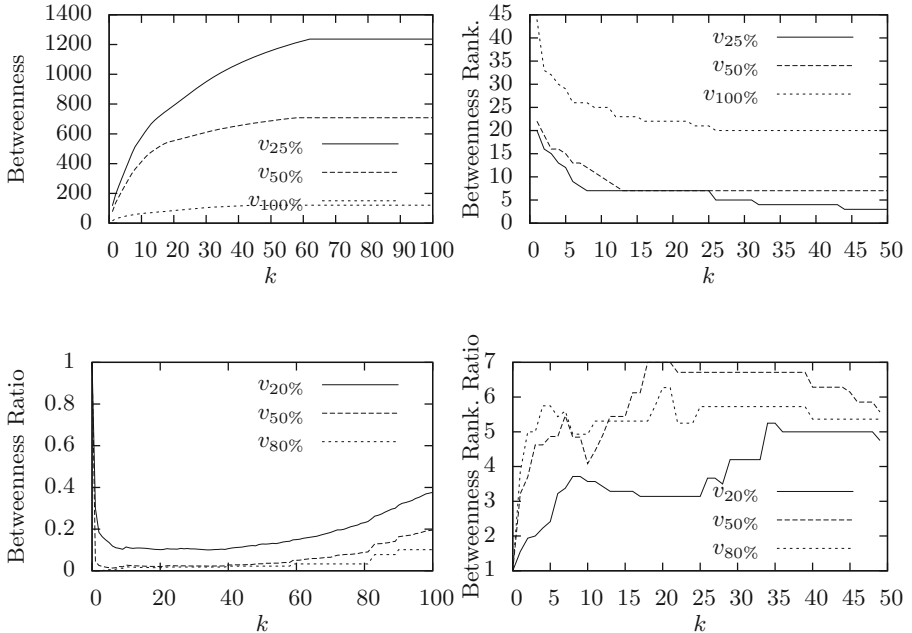 Betweenness
1400
1200
1000
800
600
400
200
0
v25%
v50%
v100%
0 10 20 30 40 50 60 70 80 90 100
k
Betweenness Rank.
45
40
35
30
25
20
15
10
5
0
v25%
v50%
v100%
0 5 10 15 20 25 30 35 40 45 50
k
Betweenness Ratio
1
0.8
0.6
0.4
0.2
0
v20%
v50%
v80%
0 20 40 60 80 100
k
Betweenness Rank. Ratio
7
6
5
4
3
2
1
v20%
v50%
v80%
0 5 10 15 20 25 30 35 40 45 50
k